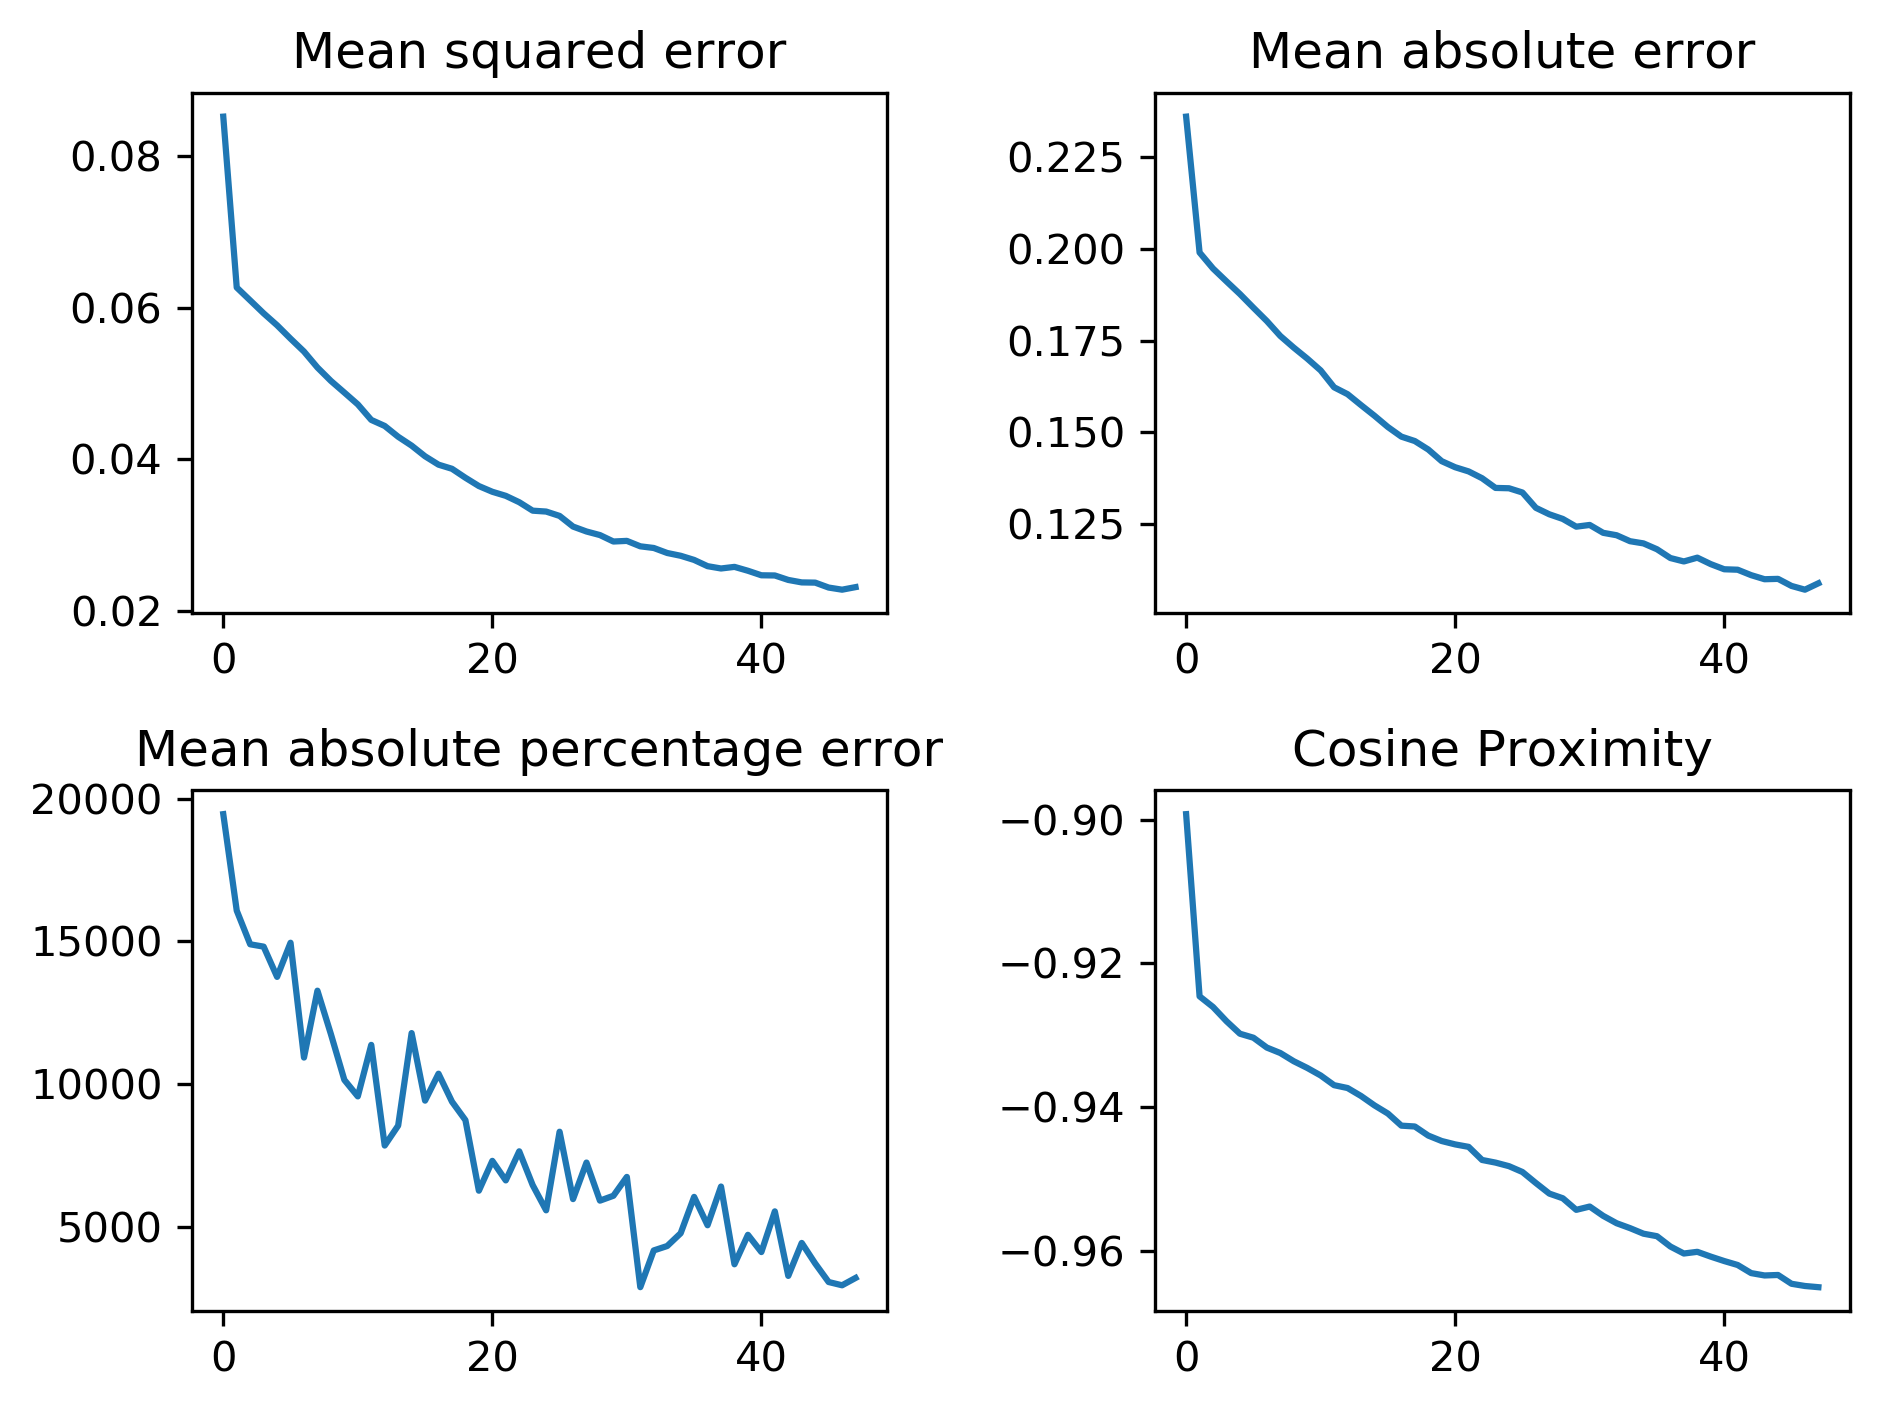 Mean squared error
0.08
0.06
0.04
0.02
0 20 40
Mean absolute error
0.225
0.200
0.175
0.150
0.125
0 20 40
Mean absolute percentage error
20000
15000
10000
5000
0 20 40
Cosine Proximity
−0.90
−0.92
−0.94
−0.96
0 20 40